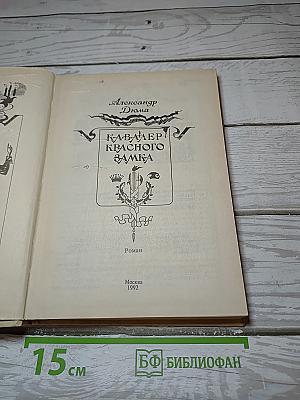 Александр
Дюма
КАВАЛЕР
КРАСНОГО
ЗАМКА
Роман
Москва
1992
15 см
БФ БИБЛИОФАН